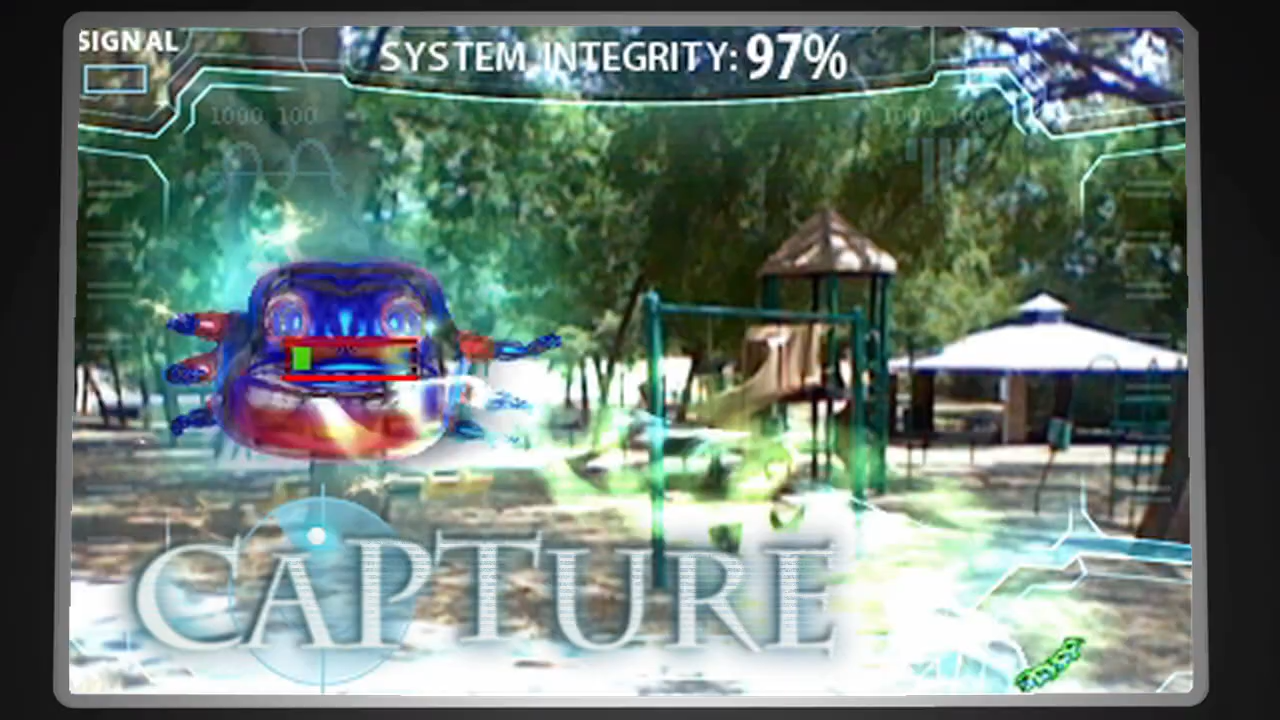 SIGNAL
SYSTEM INTEGRITY: 97%
1000 100
1000 100
CAPTURE